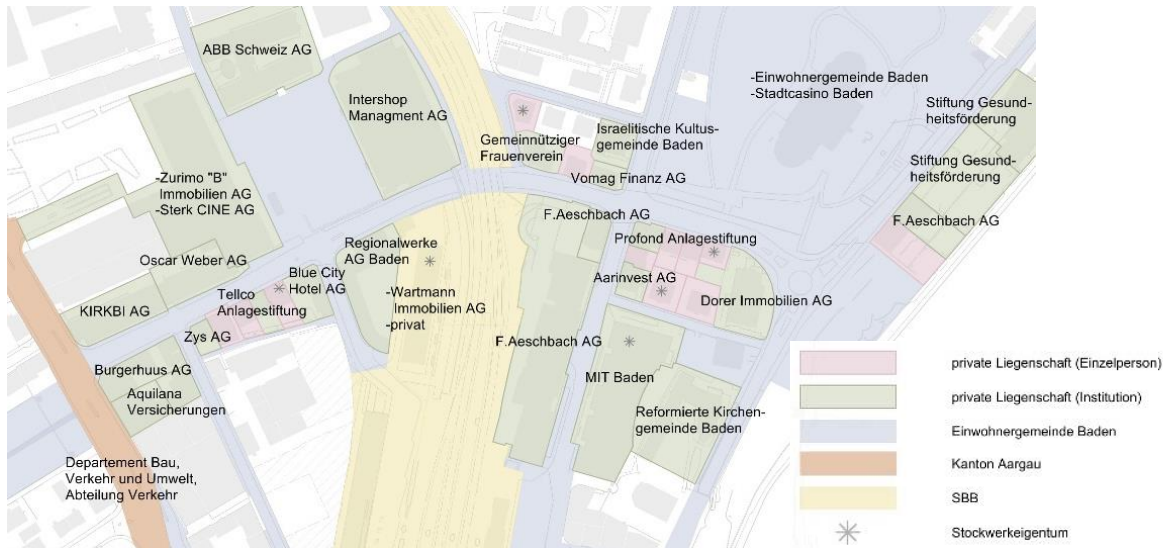 ABB Schweiz AG
Intershop
Managment AG
-Einwohnergemeinde Baden
-Stadtcasino Baden
Stiftung Gesund-
heitsförderung
Gemeinnütziger
Frauenverein
Israelitische Kultus-
gemeinde Baden
Stiftung Gesund-
heitsförderung
-Zurimo "B"
Immobilien AG
-Sterk CINE AG
Vomag Finanz AG
F.Aeschbach AG
F.Aeschbach AG
Profond Anlagestiftung
Oscar Weber AG
Regionalwerke
AG Baden
Blue City
Hotel AG
Aarinvest AG
Tellco
Anlagestiftung
-Wartmann
Immobilien AG
-privat
Dorer Immobilien AG
KIRKBI AG
Zys AG
F.Aeschbach AG
Burgerhuus AG
MIT Baden
Aquilana
Versicherungen
Reformierte Kirchen-
gemeinde Baden
Departement Bau,
Verkehr und Umwelt,
Abteilung Verkehr
private Liegenschaft (Einzelperson)
private Liegenschaft (Institution)
Einwohnergemeinde Baden
Kanton Aargau
SBB
Stockwerkeigentum